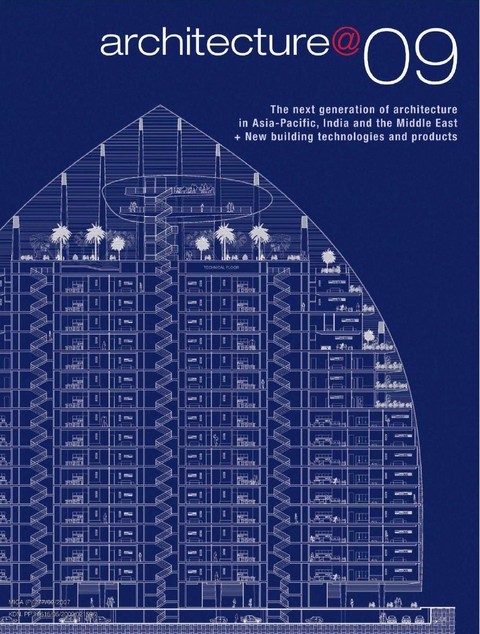 architecture@09
The next generation of architecture
in Asia-Pacific, India and the Middle East
+ New building technologies and products
TECHNICAL FLOOR